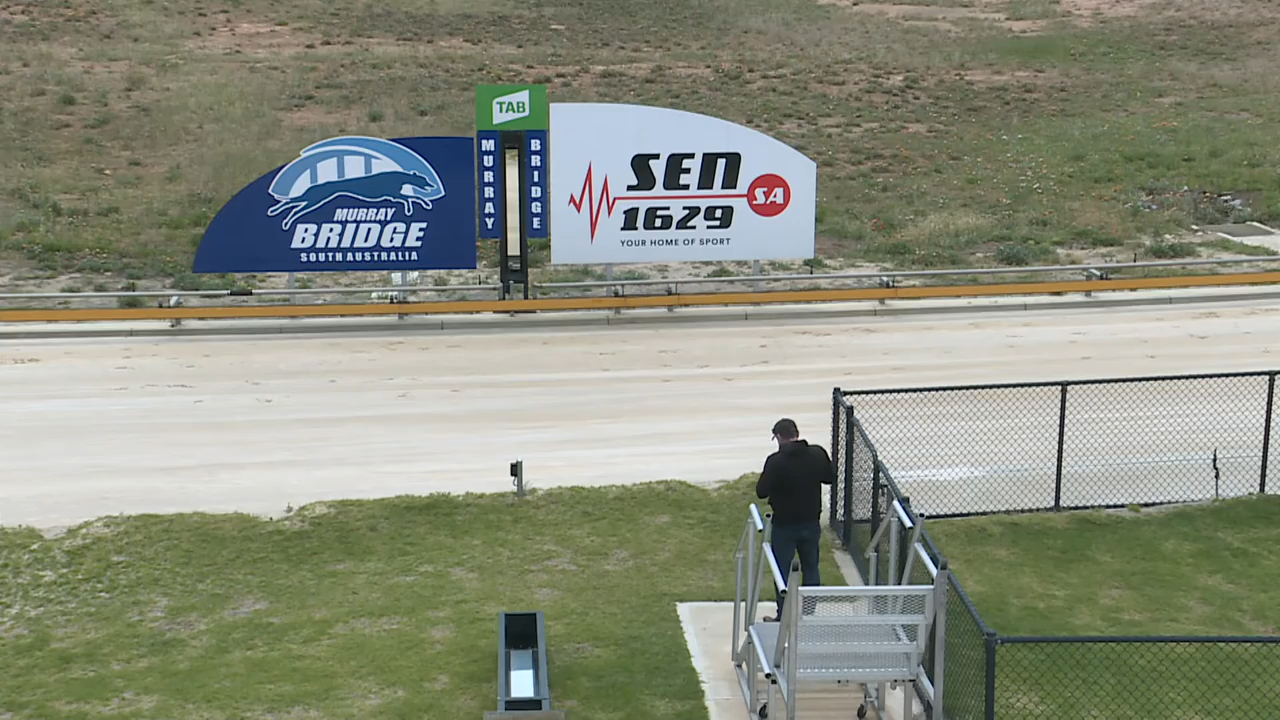 TAB
MURRAY
BRIDGE
MURRAY
BRIDGE
SOUTH AUSTRALIA
SEN
SA
1629
YOUR HOME OF SPORT